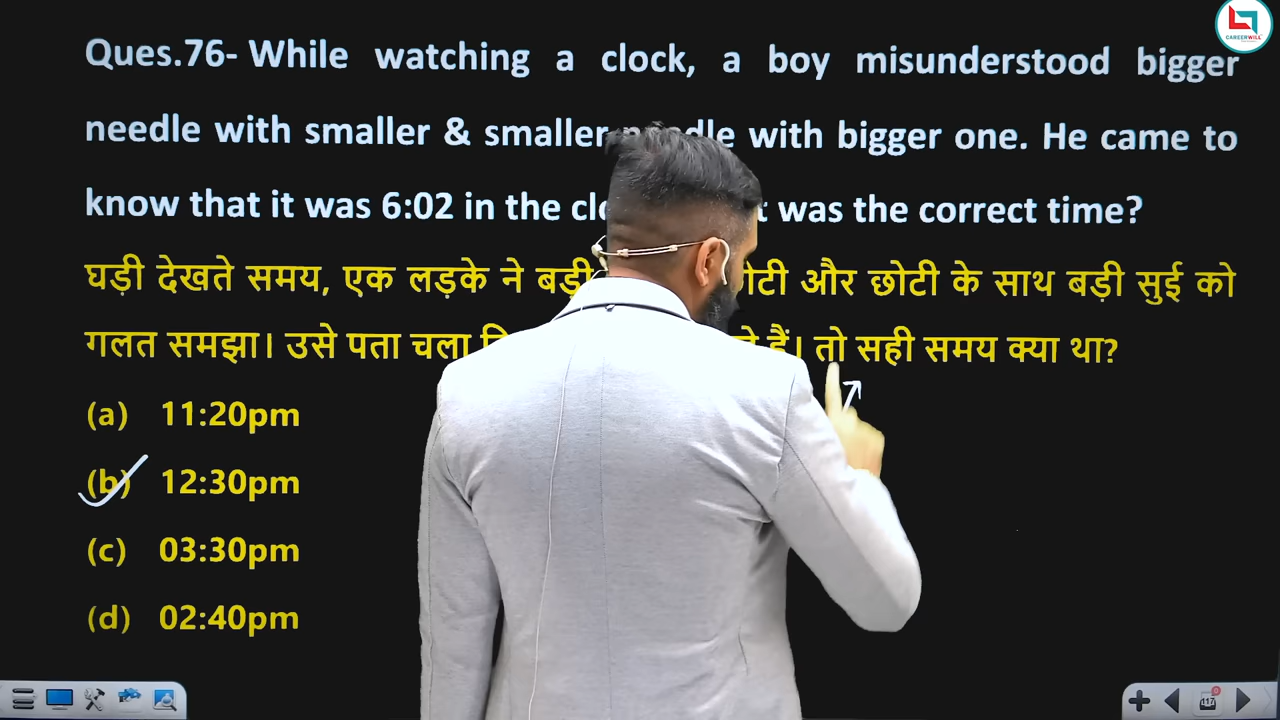 CAREERWILL
Ques.76- While watching a clock, a boy misunderstood bigger
needle with smaller & smaller needle with bigger one. He came to
know that it was 6:02 in the was the correct time?
घड़ी देखते समय, एक लड़के ने और छोटी के साथ बड़ी सुई को
गलत समझा। उसे पता चला हैं। तो सही समय क्या था?
(a) 11:20pm
(b) 12:30pm
(c) 03:30pm
(d) 02:40pm